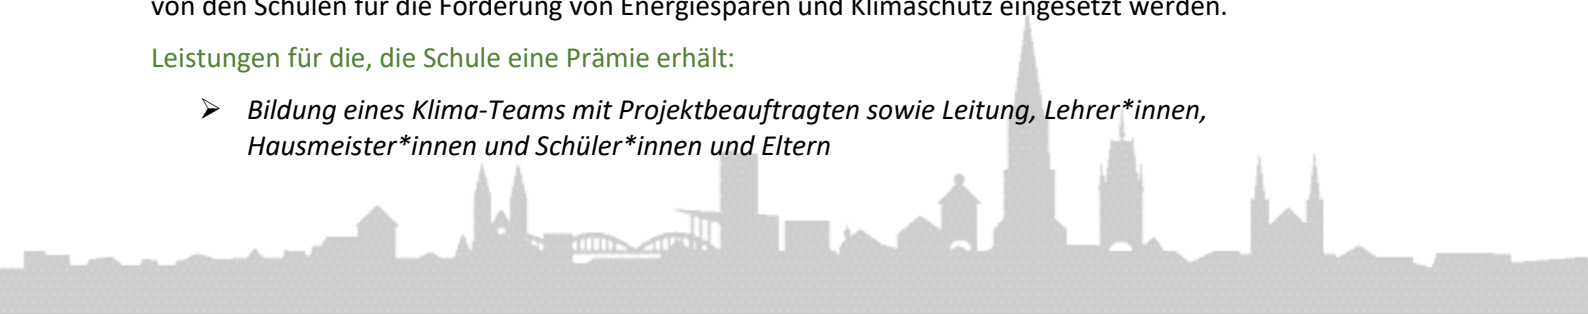 von den Schulen für die Förderung von Energiesparen und Klimaschutz eingesetzt werden.
Leistungen für die, die Schule eine Prämie erhält:
➢ Bildung eines Klima-Teams mit Projektbeauftragten sowie Leitung, Lehrer*innen,
Hausmeister*innen und Schüler*innen und Eltern